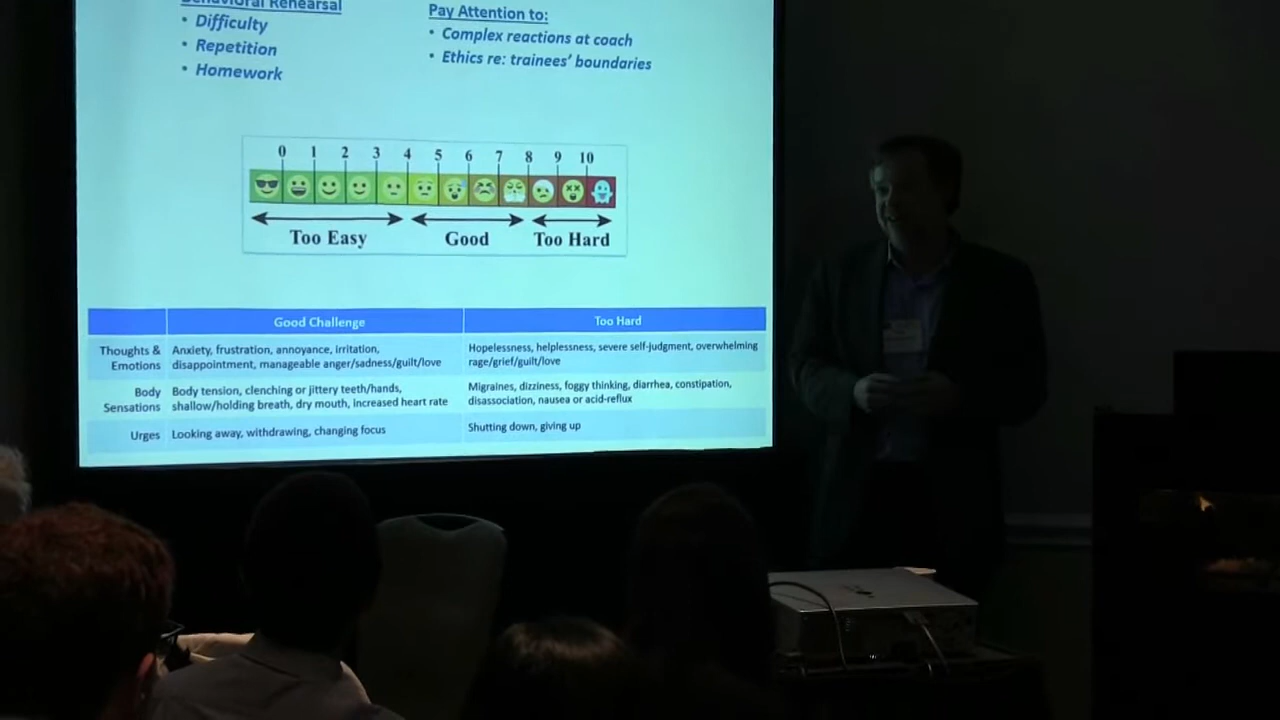 Behavioral Rehearsal
• Difficulty
• Repetition
• Homework
Pay Attention to:
• Complex reactions at coach
• Ethics re: trainees' boundaries
0 1 2 3 4 5 6 7 8 9 10
Too Easy Good Too Hard
Good Challenge Too Hard
Thoughts & Emotions
Anxiety, frustration, annoyance, irritation,
disappointment, manageable anger/sadness/guilt/love
Hopelessness, helplessness, severe self-judgment, overwhelming
rage/grief/guilt/love
Body Sensations
Body tension, clenching or jittery teeth/hands,
shallow/holding breath, dry mouth, increased heart rate
Migraines, dizziness, foggy thinking, diarrhea, constipation,
disassociation, nausea or acid-reflux
Urges
Looking away, withdrawing, changing focus
Shutting down, giving up